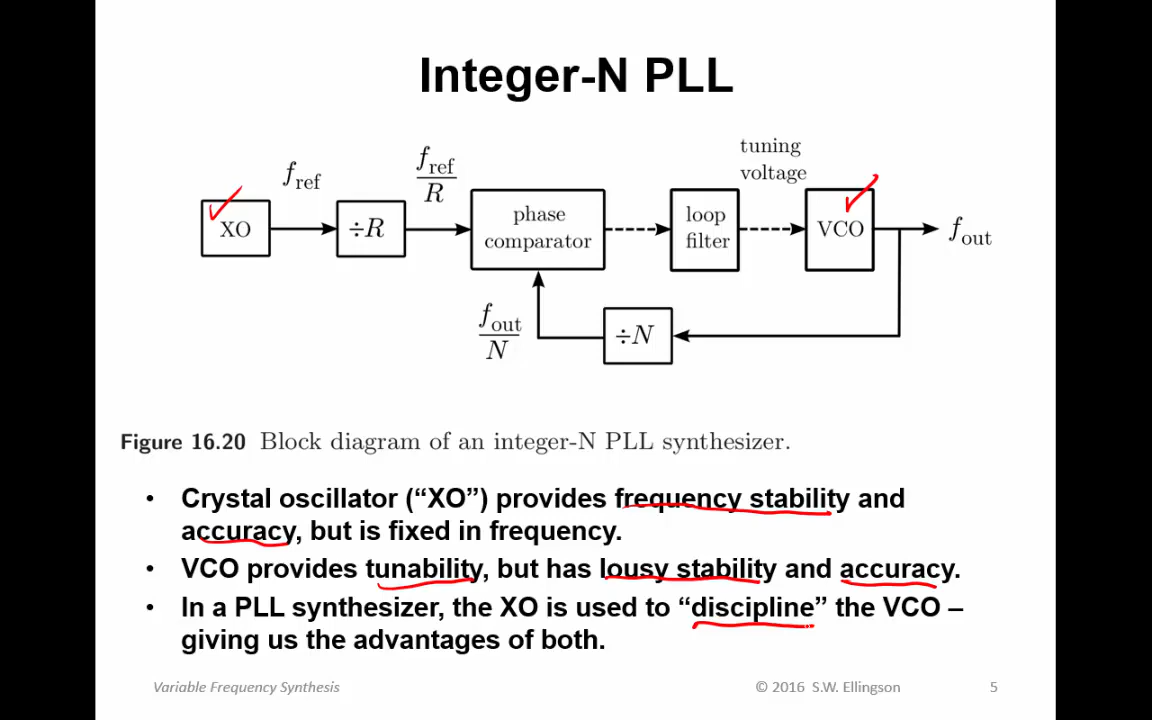 Integer-N PLL
tuning
voltage
f_ref
f_ref
R
XO
÷R
phase
comparator
loop
filter
VCO
f_out
f_out
N
÷N
Figure 16.20 Block diagram of an integer-N PLL synthesizer.
• Crystal oscillator (“XO”) provides frequency stability and
accuracy, but is fixed in frequency.
• VCO provides tunability, but has lousy stability and accuracy.
• In a PLL synthesizer, the XO is used to “discipline” the VCO –
giving us the advantages of both.
Variable Frequency Synthesis
© 2016 S.W. Ellingson
5